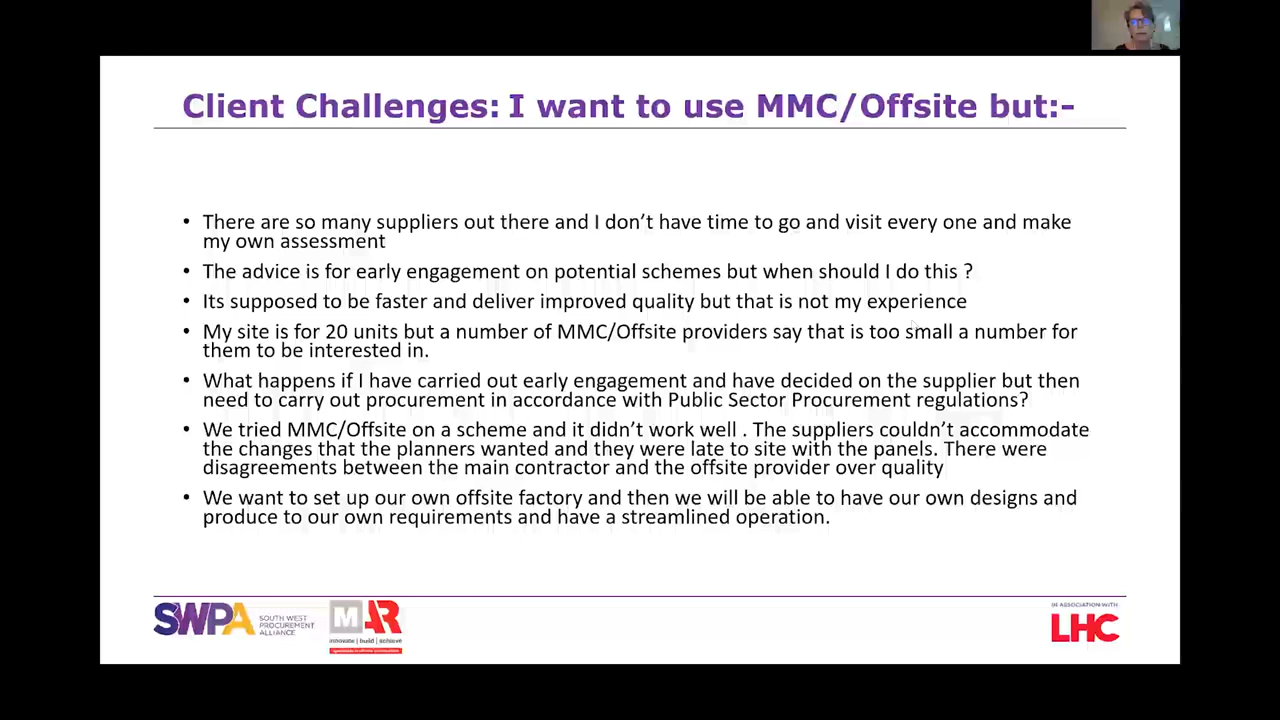 Client Challenges: I want to use MMC/Offsite but:-
• There are so many suppliers out there and I don’t have time to go and visit every one and make
my own assessment
• The advice is for early engagement on potential schemes but when should I do this ?
• Its supposed to be faster and deliver improved quality but that is not my experience
• My site is for 20 units but a number of MMC/Offsite providers say that is too small a number for
them to be interested in.
• What happens if I have carried out early engagement and have decided on the supplier but then
need to carry out procurement in accordance with Public Sector Procurement regulations?
• We tried MMC/Offsite on a scheme and it didn’t work well . The suppliers couldn’t accommodate
the changes that the planners wanted and they were late to site with the panels. There were
disagreements between the main contractor and the offsite provider over quality
• We want to set up our own offsite factory and then we will be able to have our own designs and
produce to our own requirements and have a streamlined operation.
SWPA
SOUTH WEST
PROCUREMENT
ALLIANCE
MAR
innovate | build | achieve
IN ASSOCIATION WITH
LHC